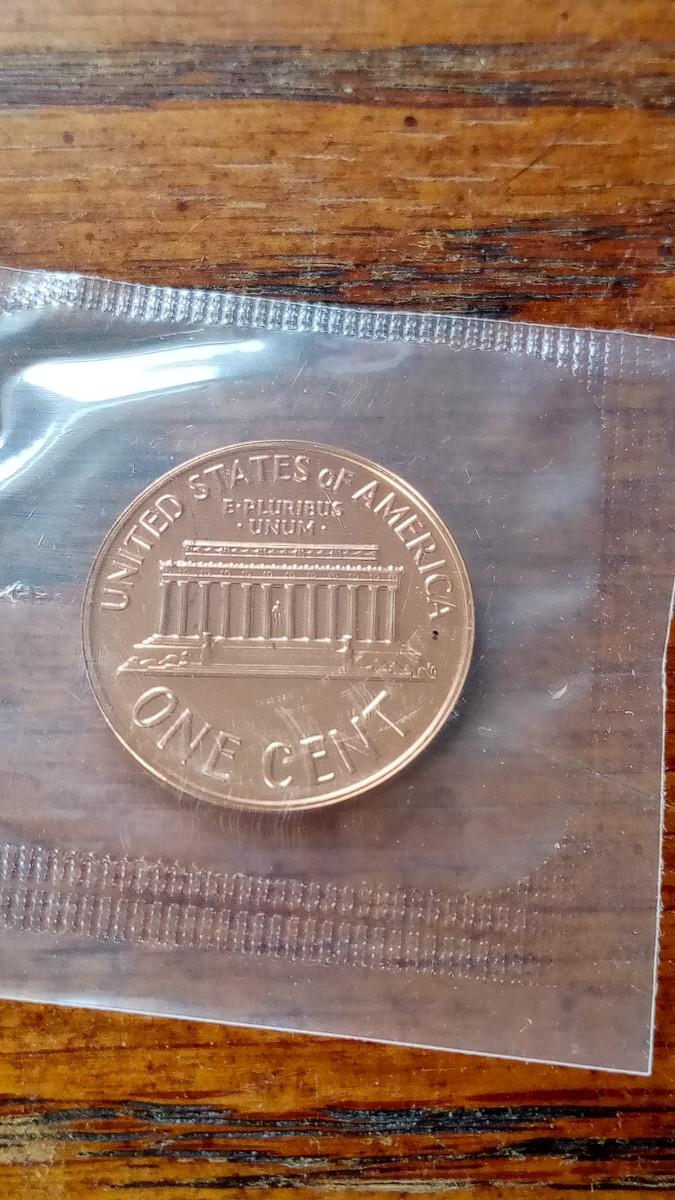 UNITED STATES OF AMERICA
E·PLURIBUS
·UNUM·
ONE CENT